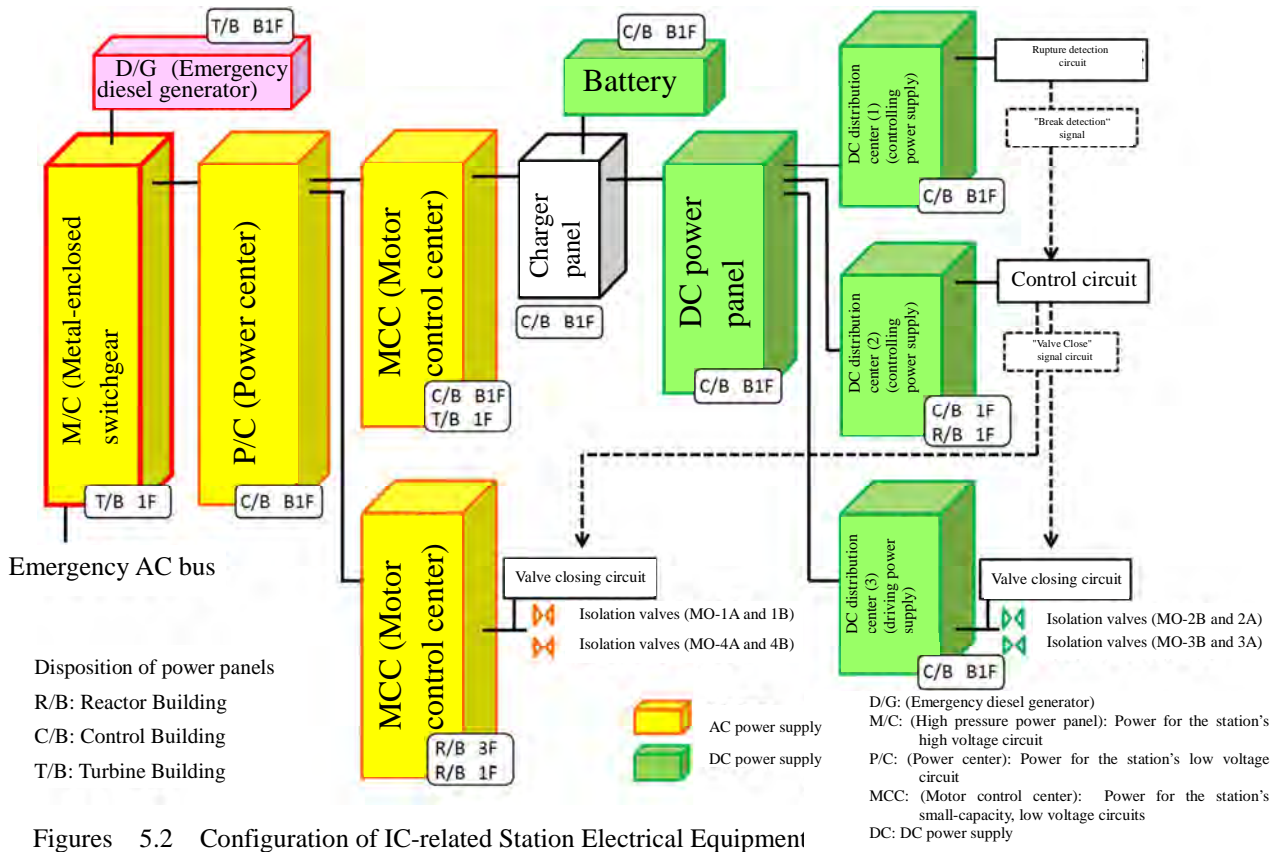 T/B B1F
D/G (Emergency
diesel generator)
C/B B1F
Battery
M/C (Metal-enclosed
switchgear
T/B 1F
Emergency AC bus
P/C (Power center)
C/B B1F
MCC (Motor
control center)
C/B B1F
T/B 1F
Charger
panel
C/B B1F
DC power
panel
C/B B1F
DC distribution
center (1)
(controlling
power supply)
C/B B1F
Rupture detection
circuit
"Break detection"
signal
DC distribution
center (2)
(controlling
power supply)
C/B 1F
R/B 1F
Control circuit
"Valve Close"
signal circuit
MCC (Motor
control center)
R/B 3F
R/B 1F
Valve closing circuit
Isolation valves (MO-1A and 1B)
Isolation valves (MO-4A and 4B)
DC distribution
center (3)
(driving power
supply)
C/B B1F
Valve closing circuit
Isolation valves (MO-2B and 2A)
Isolation valves (MO-3B and 3A)
Disposition of power panels
R/B: Reactor Building
C/B: Control Building
T/B: Turbine Building
AC power supply
DC power supply
D/G: (Emergency diesel generator)
M/C: (High pressure power panel): Power for the station's
high voltage circuit
P/C: (Power center): Power for the station's low voltage
circuit
MCC: (Motor control center): Power for the station's
small-capacity, low voltage circuits
DC: DC power supply
Figures 5.2 Configuration of IC-related Station Electrical Equipment